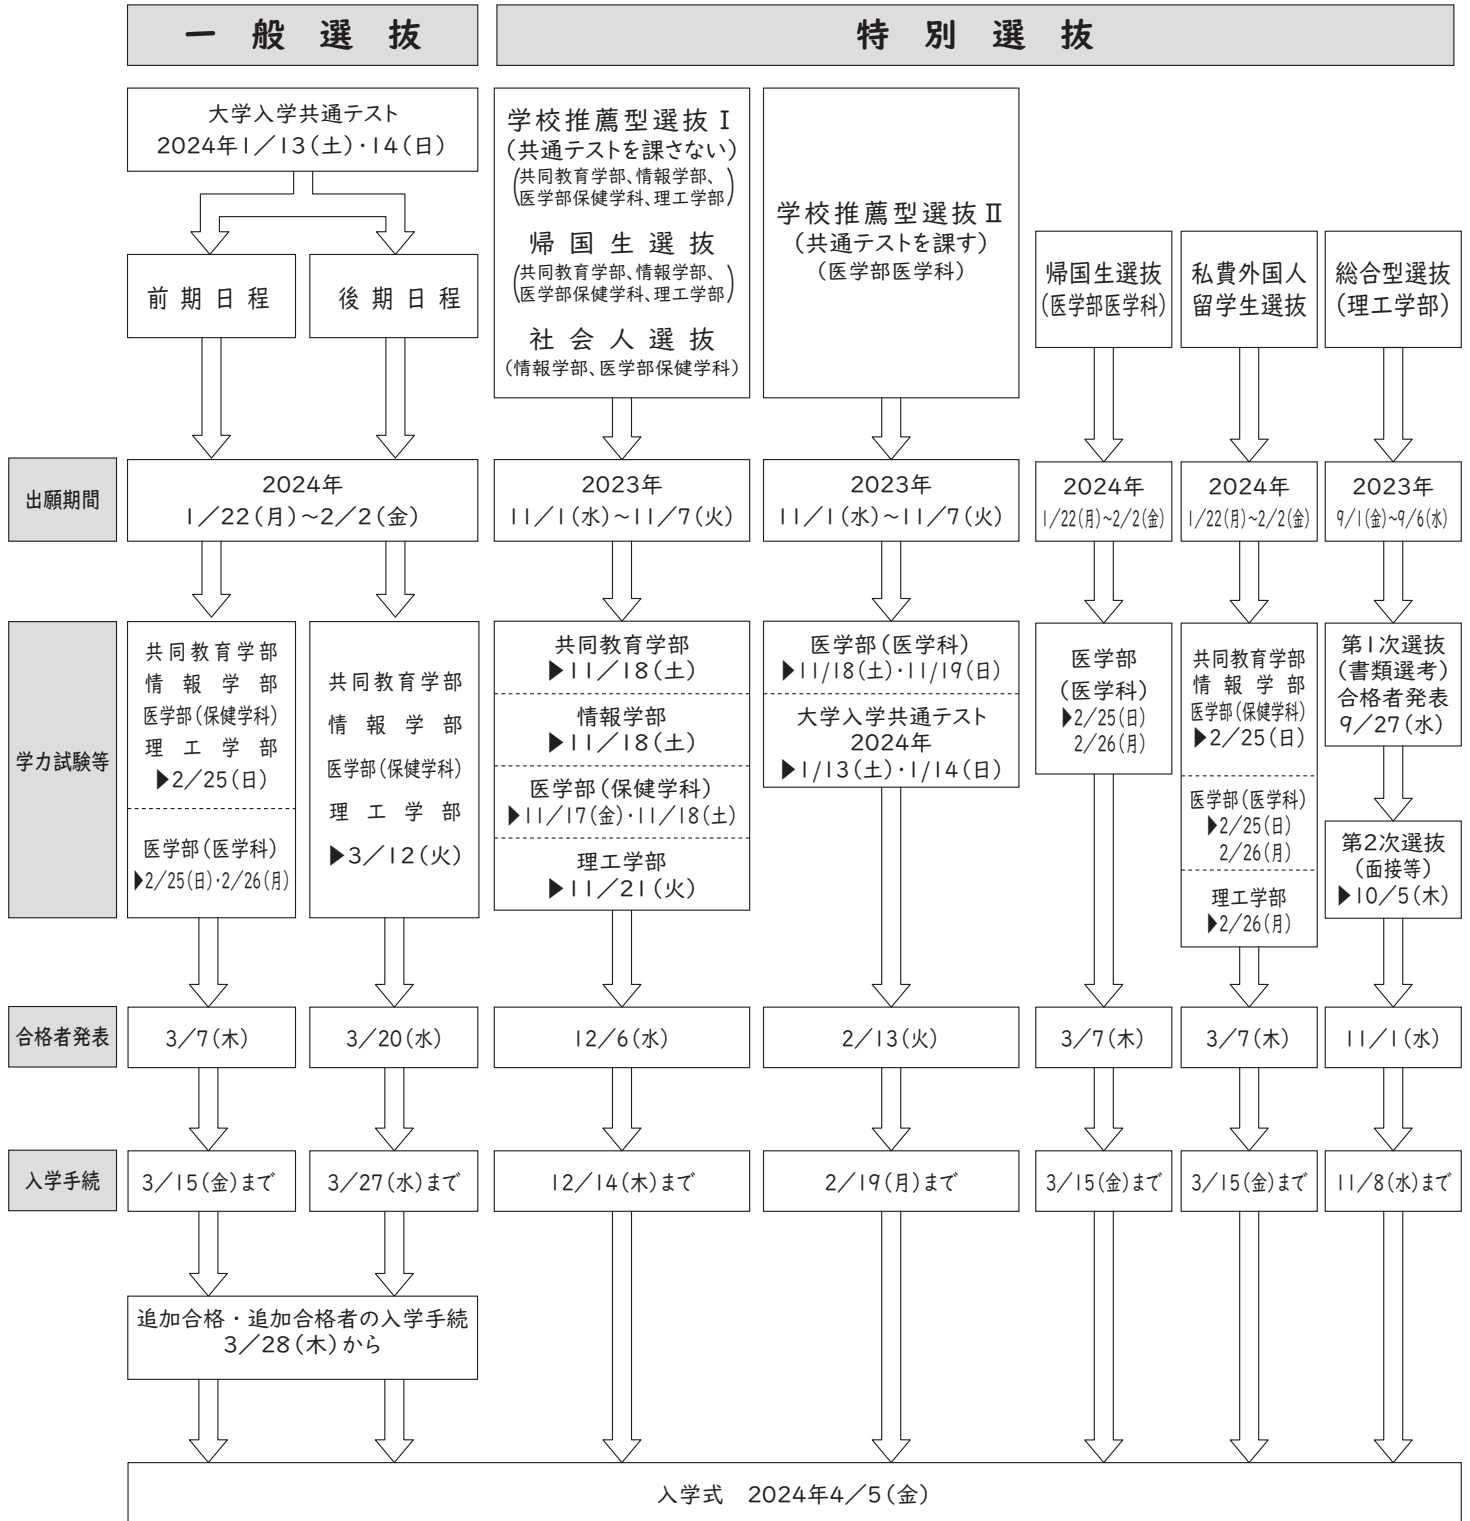 一般選抜
特別選抜
大学入学共通テスト
2024年1／13(土)・14(日)
前期日程
後期日程
学校推薦型選抜Ⅰ
(共通テストを課さない)
(共同教育学部、情報学部、
医学部保健学科、理工学部)
帰国生選抜
(共同教育学部、情報学部、
医学部保健学科、理工学部)
社会人選抜
(情報学部、医学部保健学科)
学校推薦型選抜Ⅱ
(共通テストを課す)
(医学部医学科)
帰国生選抜
(医学部医学科)
私費外国人
留学生選抜
総合型選抜
(理工学部)
出願期間
2024年
1／22(月)～2／2(金)
2023年
11／1(水)～11／7(火)
2023年
11／1(水)～11／7(火)
2024年
1／22(月)～2／2(金)
2024年
1／22(月)～2／2(金)
2023年
9／1(金)～9／6(水)
学力試験等
共同教育学部
情報学部
医学部(保健学科)
理工学部
▶2／25(日)
医学部(医学科)
▶2／25(日)・2／26(月)
共同教育学部
情報学部
医学部(保健学科)
理工学部
▶3／12(火)
共同教育学部
▶11／18(土)
情報学部
▶11／18(土)
医学部(保健学科)
▶11／17(金)・11／18(土)
理工学部
▶11／21(火)
医学部(医学科)
▶11/18(土)・11/19(日)
大学入学共通テスト
2024年
▶1／13(土)・1／14(日)
医学部
(医学科)
▶2／25(日)
2／26(月)
共同教育学部
情報学部
医学部(保健学科)
▶2／25(日)
医学部(医学科)
▶2／25(日)
2／26(月)
理工学部
▶2／26(月)
第1次選抜
(書類選考)
合格者発表
9／27(水)
第2次選抜
(面接等)
▶10／5(木)
合格者発表
3／7(木)
3／20(水)
12／6(水)
2／13(火)
3／7(木)
3／7(木)
11／1(水)
入学手続
3／15(金)まで
3／27(水)まで
12／14(木)まで
2／19(月)まで
3／15(金)まで
3／15(金)まで
11／8(水)まで
追加合格・追加合格者の入学手続
3／28(木)から
入学式　2024年4／5(金)